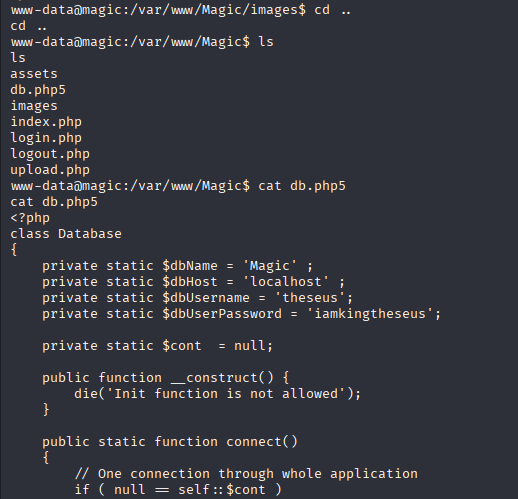 www-data@magic:/var/www/Magic/images$ cd ..
cd ..
www-data@magic:/var/www/Magic$ ls
ls
assets
db.php5
images
index.php
login.php
logout.php
upload.php
www-data@magic:/var/www/Magic$ cat db.php5
cat db.php5
<?php
class Database
{
    private static $dbName = 'Magic' ;
    private static $dbHost = 'localhost' ;
    private static $dbUsername = 'theseus';
    private static $dbUserPassword = 'iamkingtheseus';

    private static $cont  = null;

    public function __construct() {
        die('Init function is not allowed');
    }

    public static function connect()
    {
        // One connection through whole application
        if ( null == self::$cont )